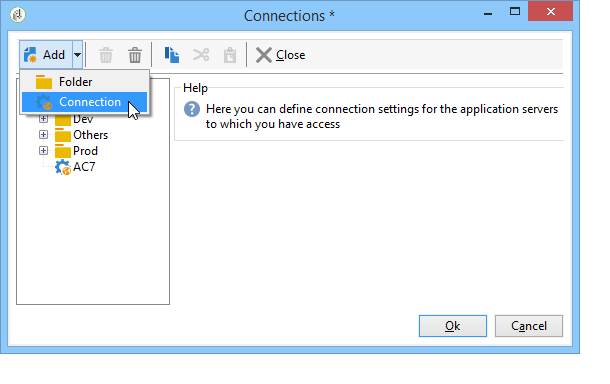 Connections *
Add
Close
Folder
Connection
Dev
Others
Prod
AC7
Help
Here you can define connection settings for the application servers
to which you have access
Ok
Cancel